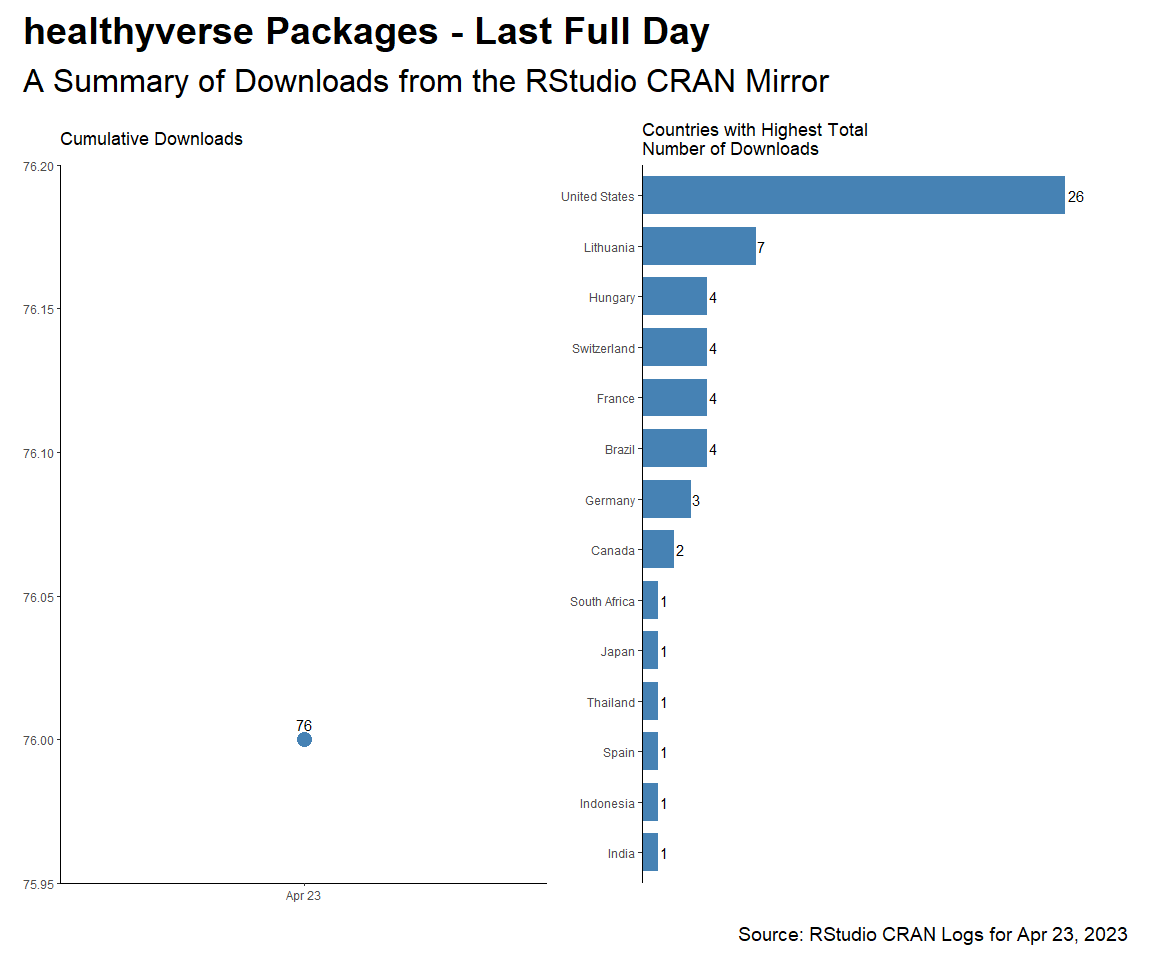 healthyverse Packages - Last Full Day
A Summary of Downloads from the RStudio CRAN Mirror
Cumulative Downloads
76.20
76.15
76.10
76.05
76.00
75.95
76
Apr 23
Countries with Highest Total
Number of Downloads
United States 26
Lithuania 7
Hungary 4
Switzerland 4
France 4
Brazil 4
Germany 3
Canada 2
South Africa 1
Japan 1
Thailand 1
Spain 1
Indonesia 1
India 1
Source: RStudio CRAN Logs for Apr 23, 2023